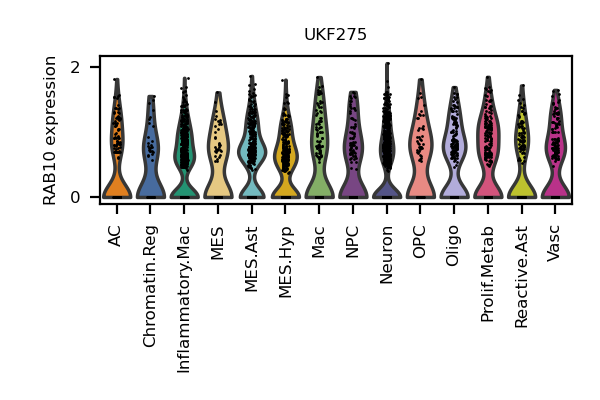 UKF275
RAB10 expression
2
0
AC
Chromatin.Reg
Inflammatory.Mac
MES
MES.Ast
MES.Hyp
Mac
NPC
Neuron
OPC
Oligo
Prolif.Metab
Reactive.Ast
Vasc